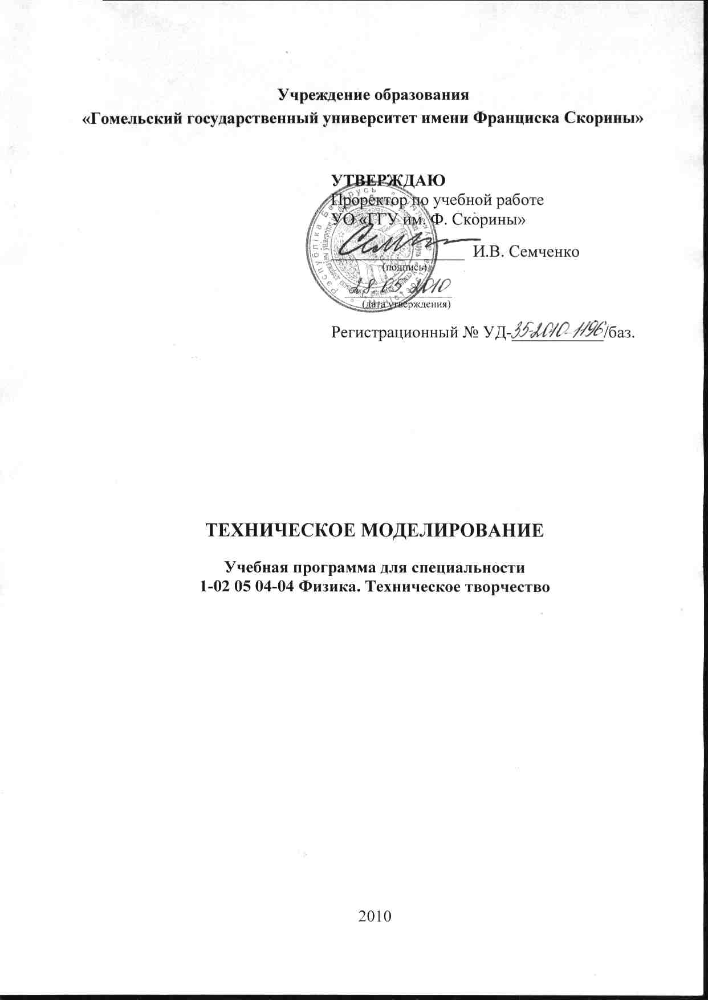 Учреждение образования
«Гомельский государственный университет имени Франциска Скорины»
УТВЕРЖДАЮ
Проректор по учебной работе
УО «ГГУ им. Ф. Скорины»
И.В. Семченко
(подпись)
28.05 2010
(дата утверждения)
Регистрационный № УД-35-2010-1196/баз.
Рэспубліка Беларусь
ТЕХНИЧЕСКОЕ МОДЕЛИРОВАНИЕ
Учебная программа для специальности
1-02 05 04-04 Физика. Техническое творчество
2010